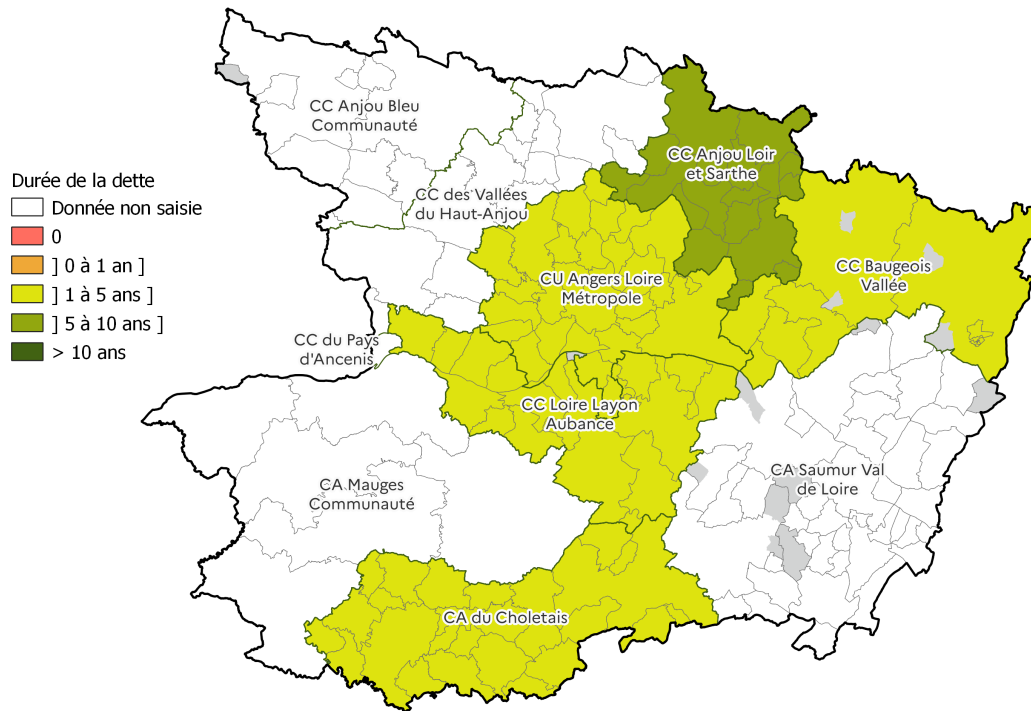 Durée de la dette
Donnée non saisie
0
] 0 à 1 an ]
] 1 à 5 ans ]
] 5 à 10 ans ]
> 10 ans
CC Anjou Bleu
Communauté
CC des Vallées
du Haut-Anjou
CC Anjou Loir
et Sarthe
CU Angers Loire
Métropole
CC Baugeois
Vallée
CC du Pays
d'Ancenis
CC Loire Layon
Aubance
CA Mauges
Communauté
CA Saumur Val
de Loire
CA du Choletais